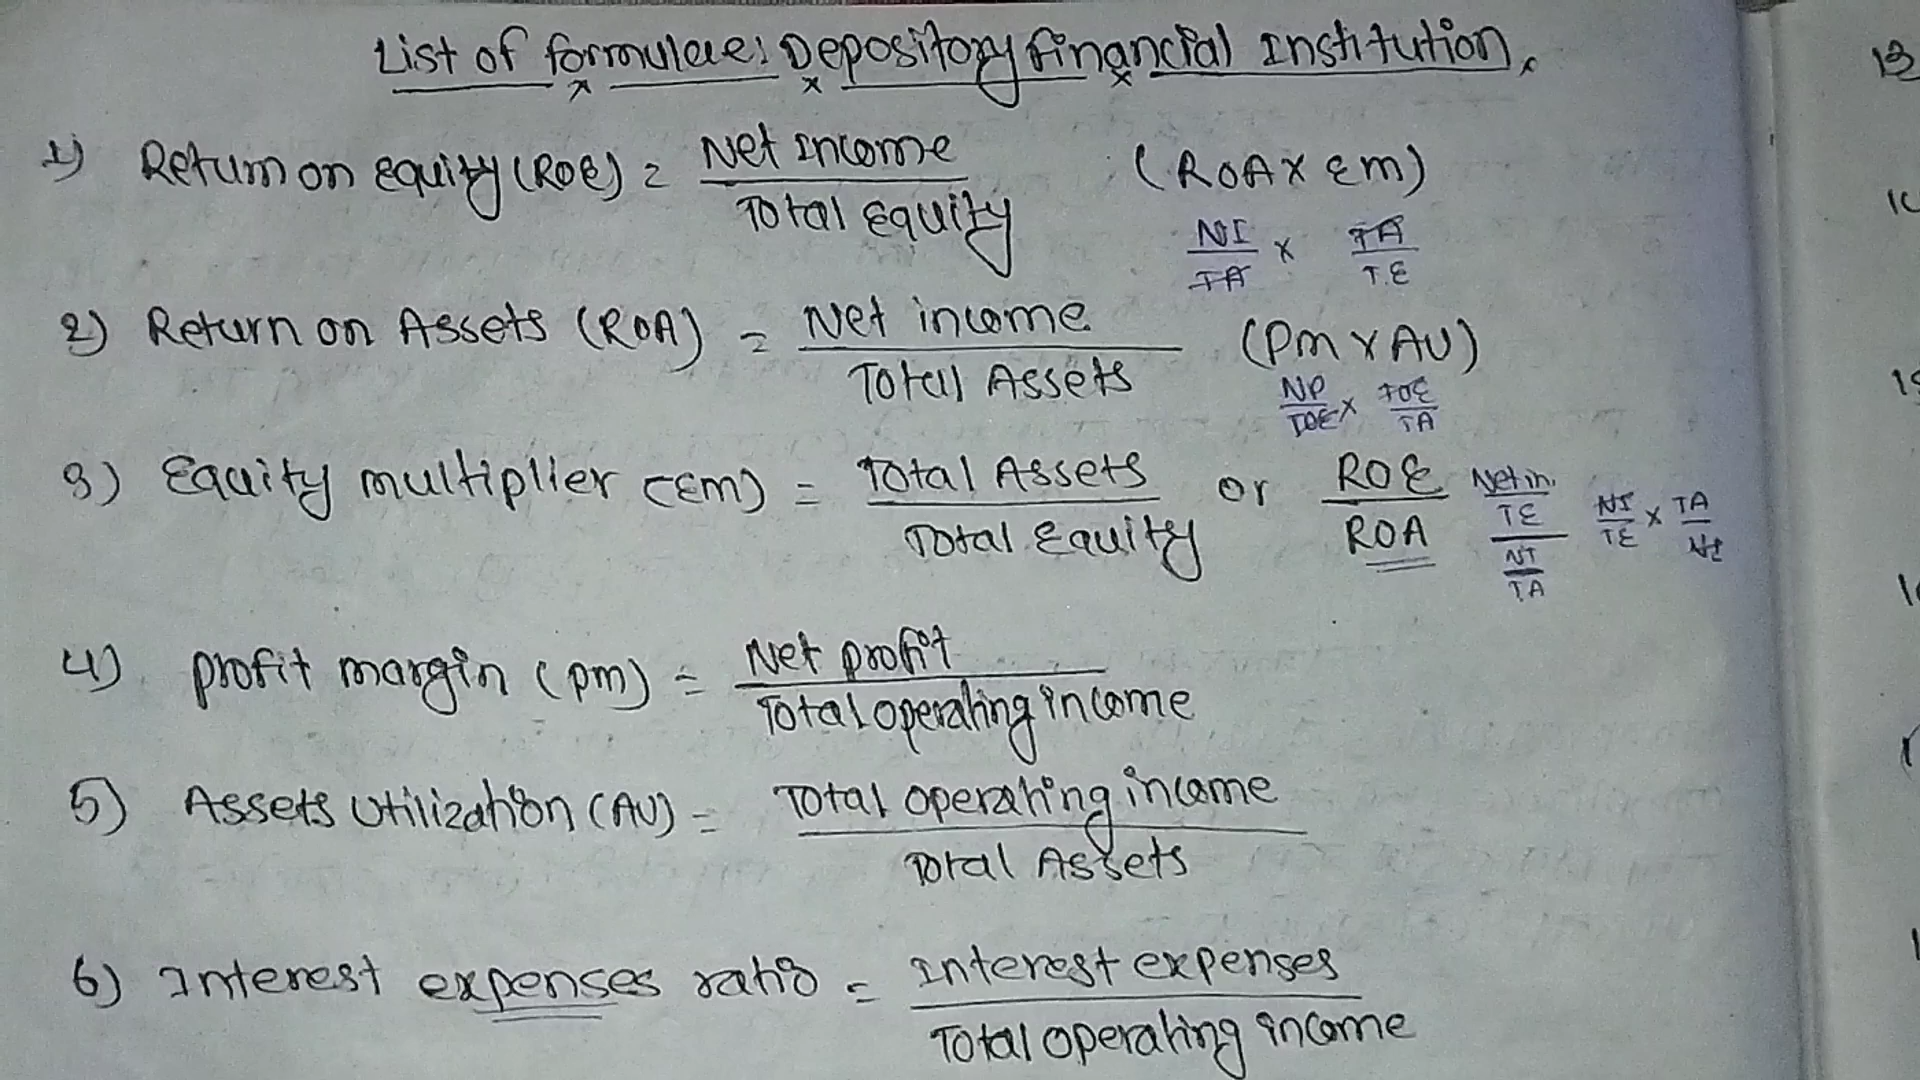 List of formulae: Depository financial Institution.
1) Return on equity (ROE) = Net Income / Total Equity (ROA X EM)
NI / TA X TA / T.E
2) Return on Assets (ROA) = Net income / Total Assets (PM X AU)
NP / TOE X TOE / TA
3) Equity multiplier (EM) = Total Assets / Total Equity or ROE / ROA Net in. / TE / NI / TA NI / TE X TA / NI
4) profit margin (PM) = Net profit / Total operating income
5) Assets Utilization (AU) = Total operating income / Total Assets
6) Interest expenses ratio = Interest expenses / Total operating income
13